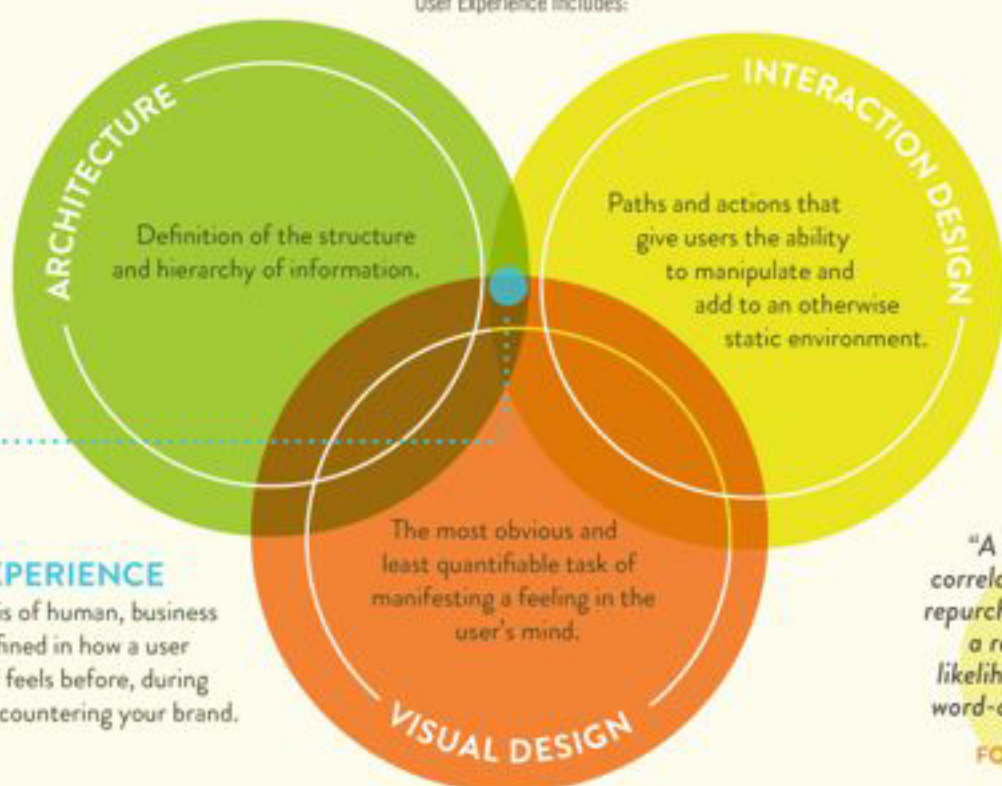 User Experience Includes:
ARCHITECTURE
Definition of the structure
and hierarchy of information.
INTERACTION DESIGN
Paths and actions that
give users the ability
to manipulate and
add to an otherwise
static environment.
The most obvious and
least quantifiable task of
manifesting a feeling in the
user's mind.
VISUAL DESIGN
XPERIENCE
is of human, business
fined in how a user
feels before, during
countering your brand.
"A
correla
repurch
a re
likelih
word-o
FO